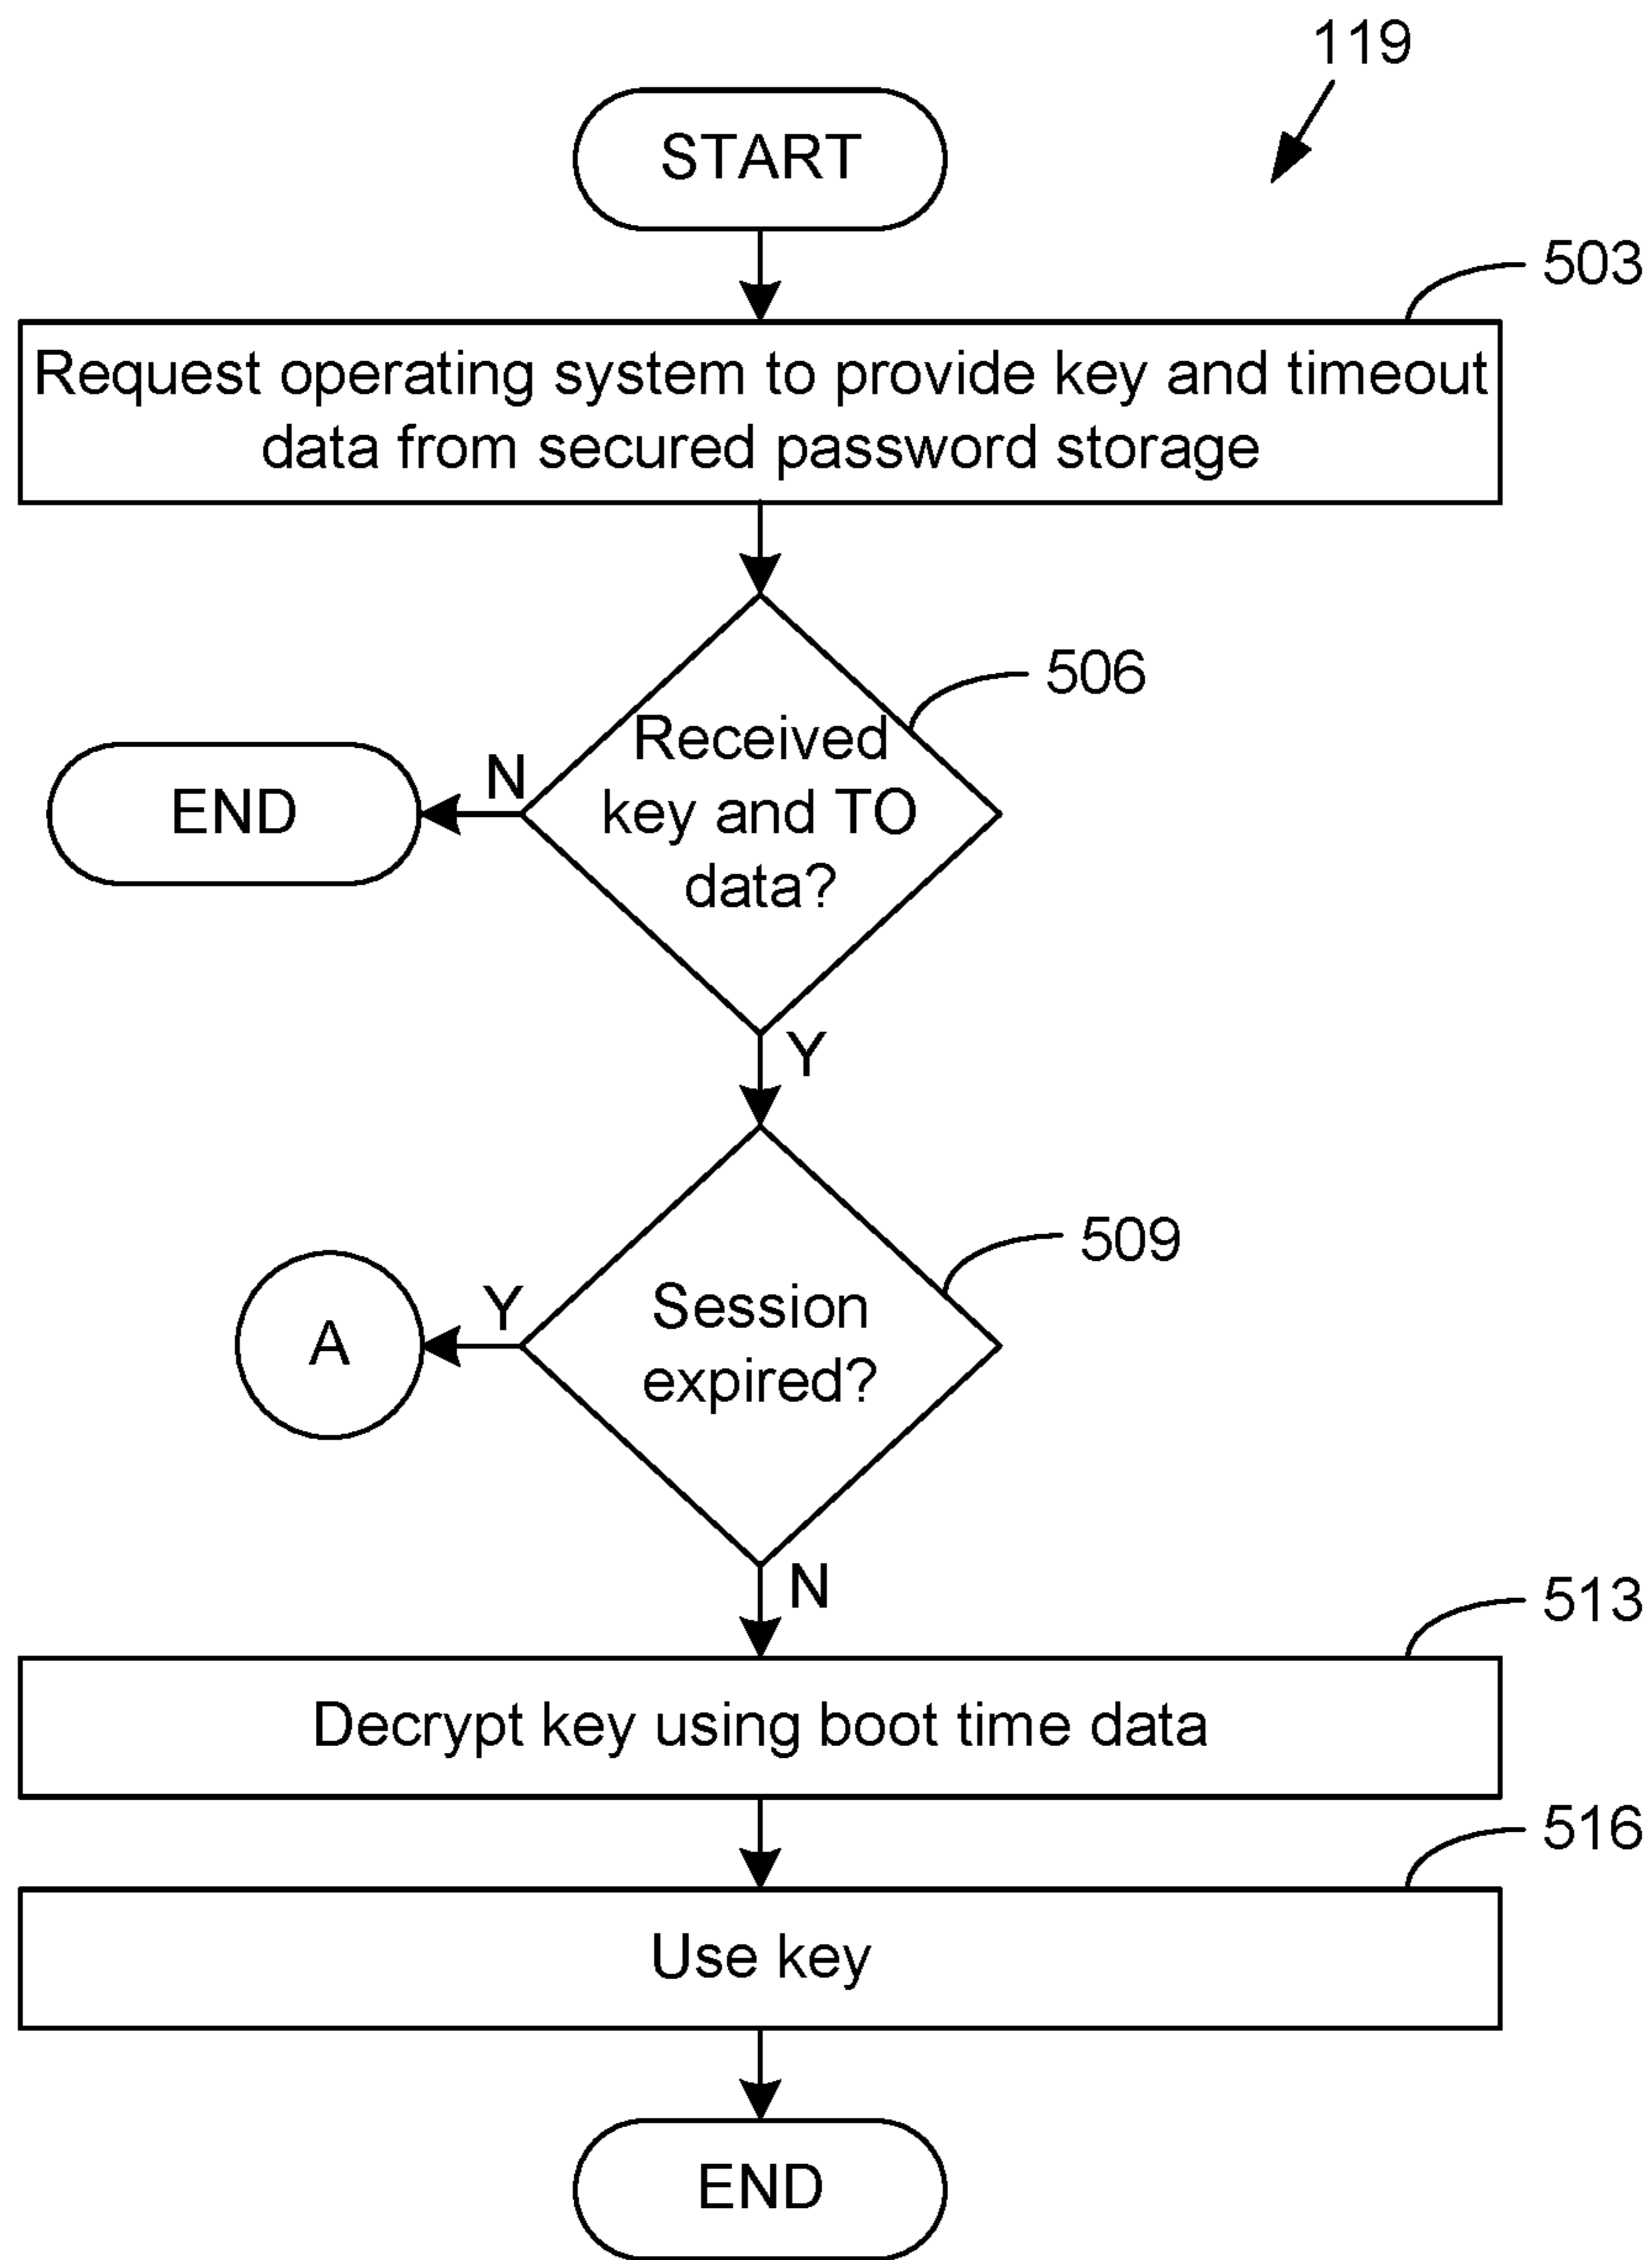 119
START
503
Request operating system to provide key and timeout
data from secured password storage
506
Received
key and TO
data?
N
END
Y
509
Session
expired?
Y
A
N
513
Decrypt key using boot time data
516
Use key
END